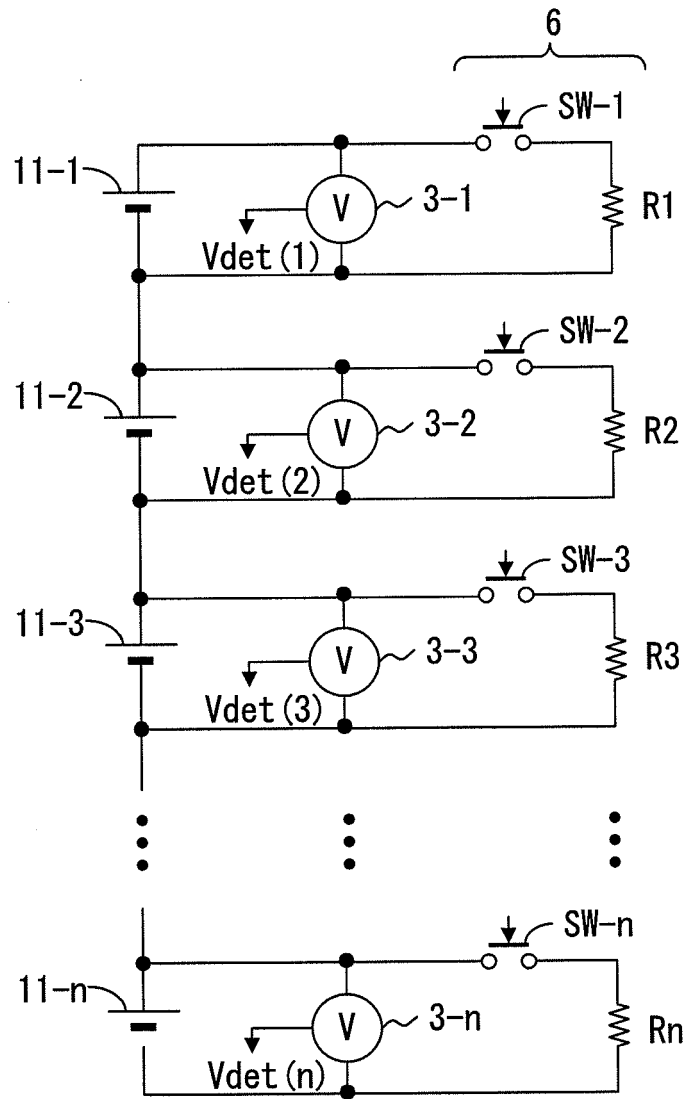 6
SW-1
11-1
V
3-1
R1
Vdet(1)
SW-2
11-2
V
3-2
R2
Vdet(2)
SW-3
11-3
V
3-3
R3
Vdet(3)
SW-n
11-n
V
3-n
Rn
Vdet(n)